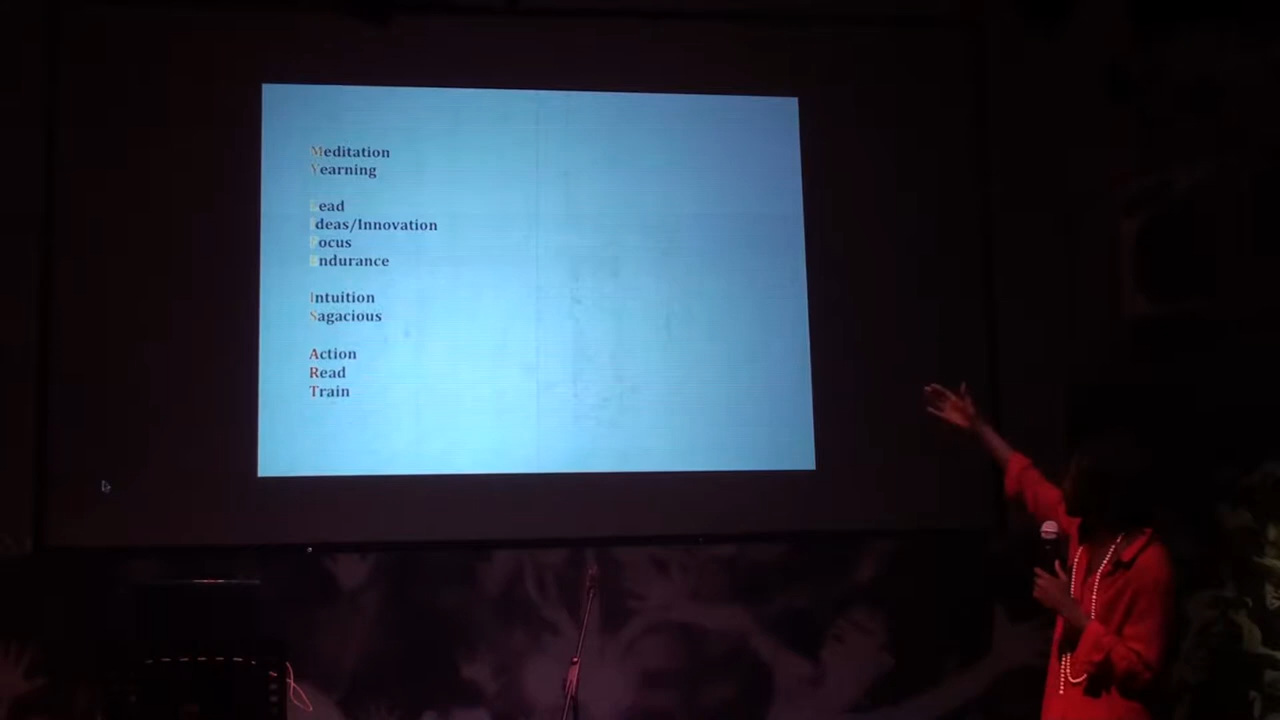 Meditation
Yearning
Lead
Ideas/Innovation
Focus
Endurance
Intuition
Sagacious
Action
Read
Train